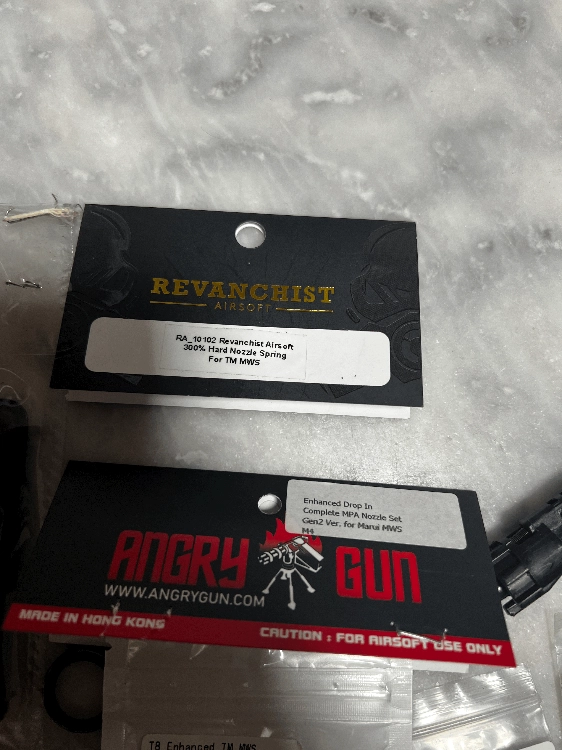 REVANCHIST
AIRSOFT
RA_10102 Revanchist Airsoft
300% Hard Nozzle Spring
For TM MWS
Enhanced Drop In
Complete MPA Nozzle Set
Gen2 Ver. for Marui MWS
M4
ANGRY GUN
WWW.ANGRYGUN.COM
MADE IN HONG KONG
CAUTION : FOR AIRSOFT USE ONLY
T8 Enhanced TM MWS